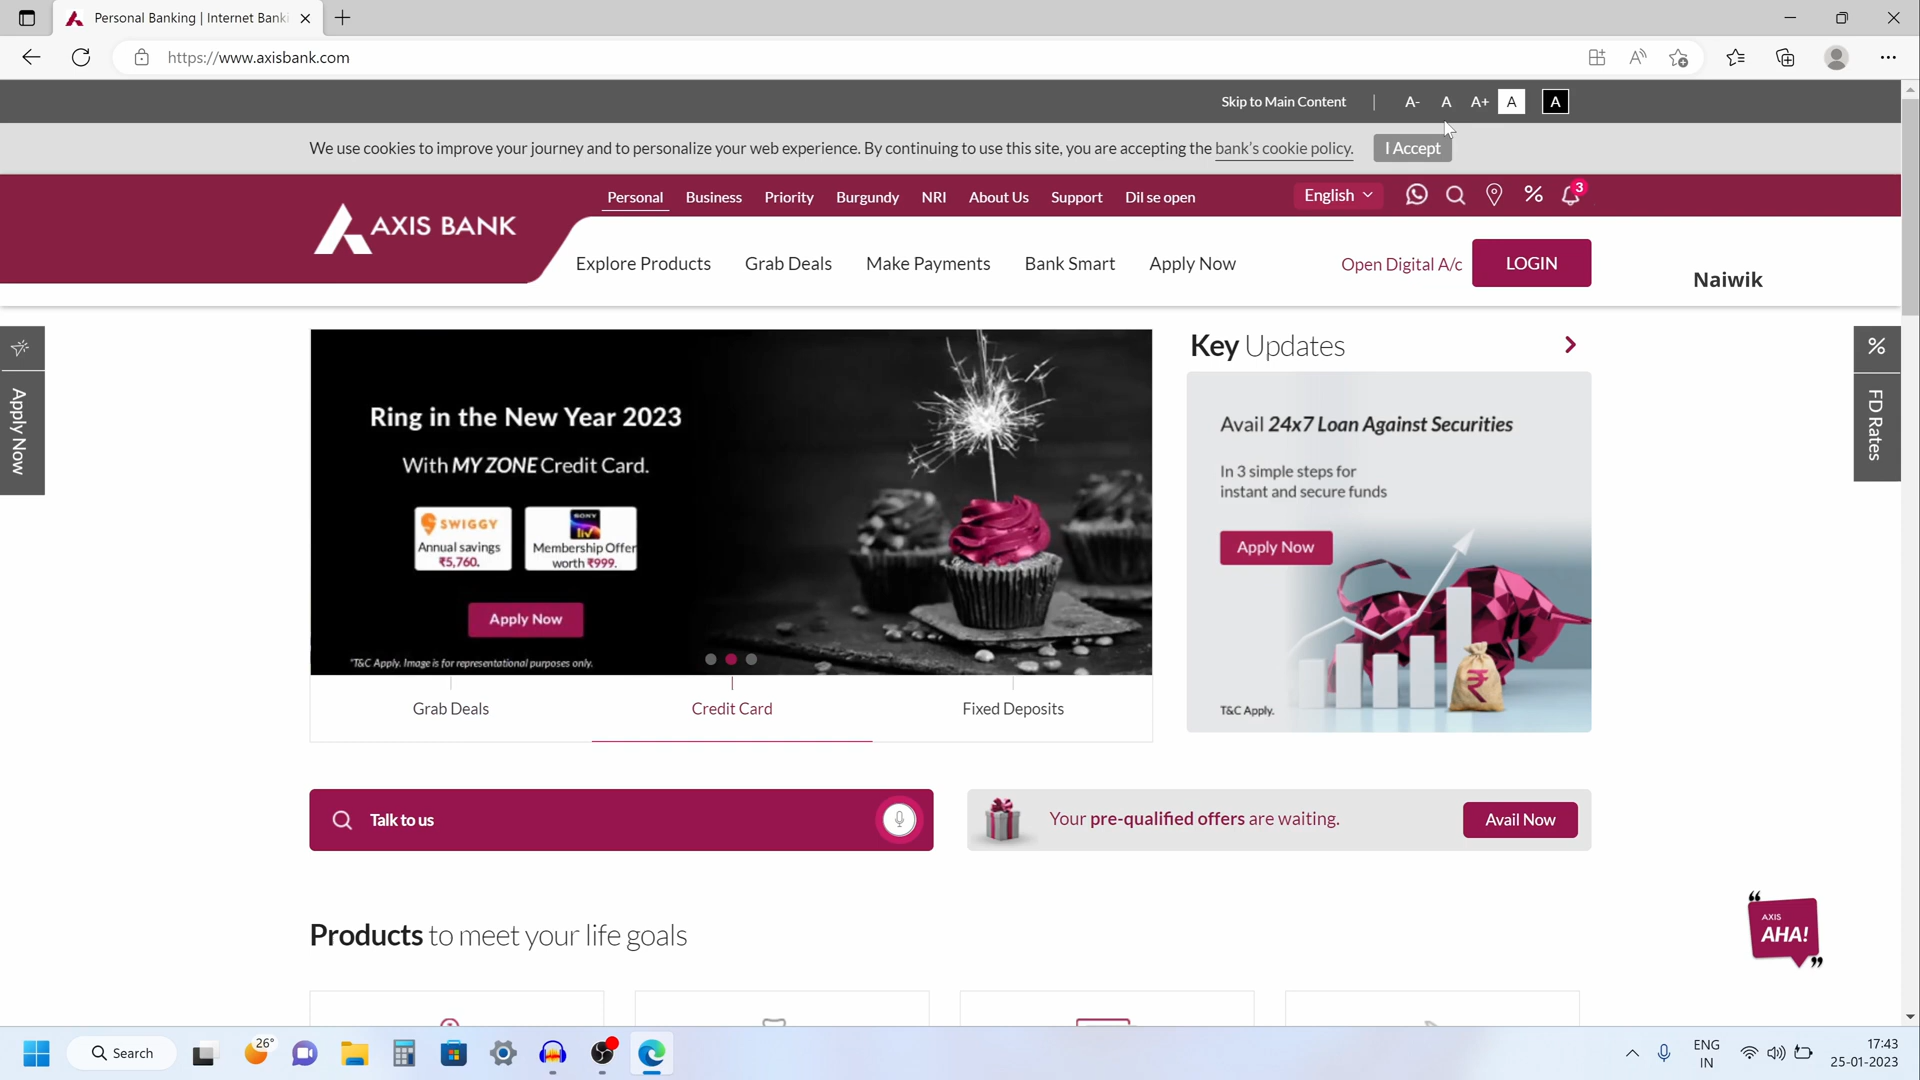 Personal Banking | Internet Banki
https://www.axisbank.com
Skip to Main Content | A- A A+ A A
We use cookies to improve your journey and to personalize your web experience. By continuing to use this site, you are accepting the bank's cookie policy. I Accept
Personal Business Priority Burgundy NRI About Us Support Dil se open English 3
AXIS BANK
Explore Products Grab Deals Make Payments Bank Smart Apply Now Open Digital A/c LOGIN
Naiwik
Apply Now
Ring in the New Year 2023
With MY ZONE Credit Card.
SWIGGY
Annual savings
₹5,760.
SONY
liv
Membership Offer
worth ₹999.
Apply Now
*T&C Apply. Image is for representational purposes only.
Grab Deals Credit Card Fixed Deposits
Key Updates
Avail 24x7 Loan Against Securities
In 3 simple steps for
instant and secure funds
Apply Now
₹
T&C Apply.
%
FD Rates
Talk to us
Your pre-qualified offers are waiting. Avail Now
Products to meet your life goals
AXIS
AHA!
Search
26°
ENG
IN
17:43
25-01-2023